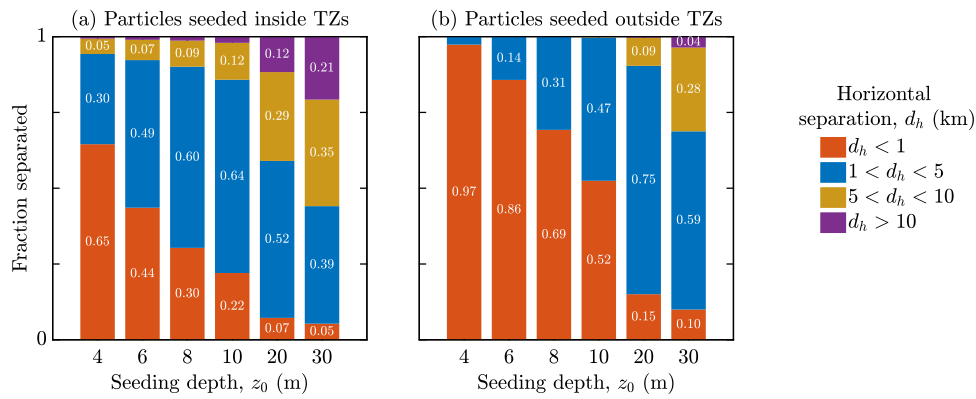 (a) Particles seeded inside TZs
(b) Particles seeded outside TZs
Fraction separated
1
0
0.05
0.30
0.65
0.07
0.49
0.44
0.09
0.60
0.30
0.12
0.64
0.22
0.12
0.29
0.52
0.07
0.21
0.35
0.39
0.05
4 6 8 10 20 30
Seeding depth, z₀ (m)
0.97
0.14
0.86
0.31
0.69
0.47
0.52
0.09
0.75
0.15
0.04
0.28
0.59
0.10
4 6 8 10 20 30
Seeding depth, z₀ (m)
Horizontal
separation, dₕ (km)
dₕ < 1
1 < dₕ < 5
5 < dₕ < 10
dₕ > 10